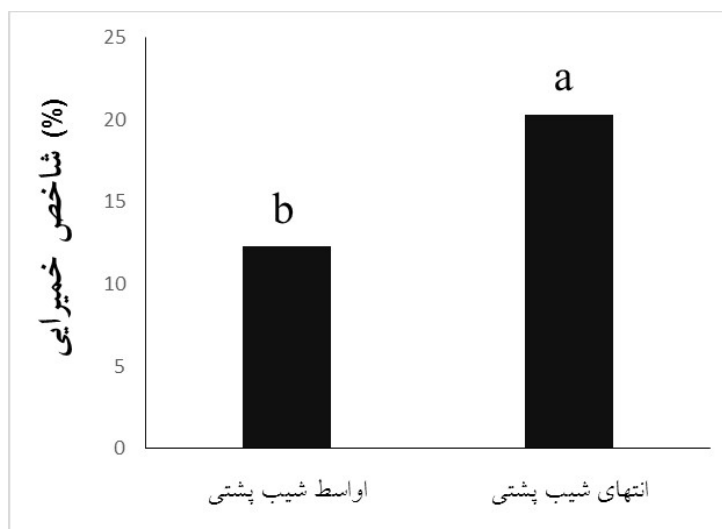 شاخص خمیرایی (%)
25
20
15
10
5
0
b
a
اواسط شیب پشتی
انتهای شیب پشتی